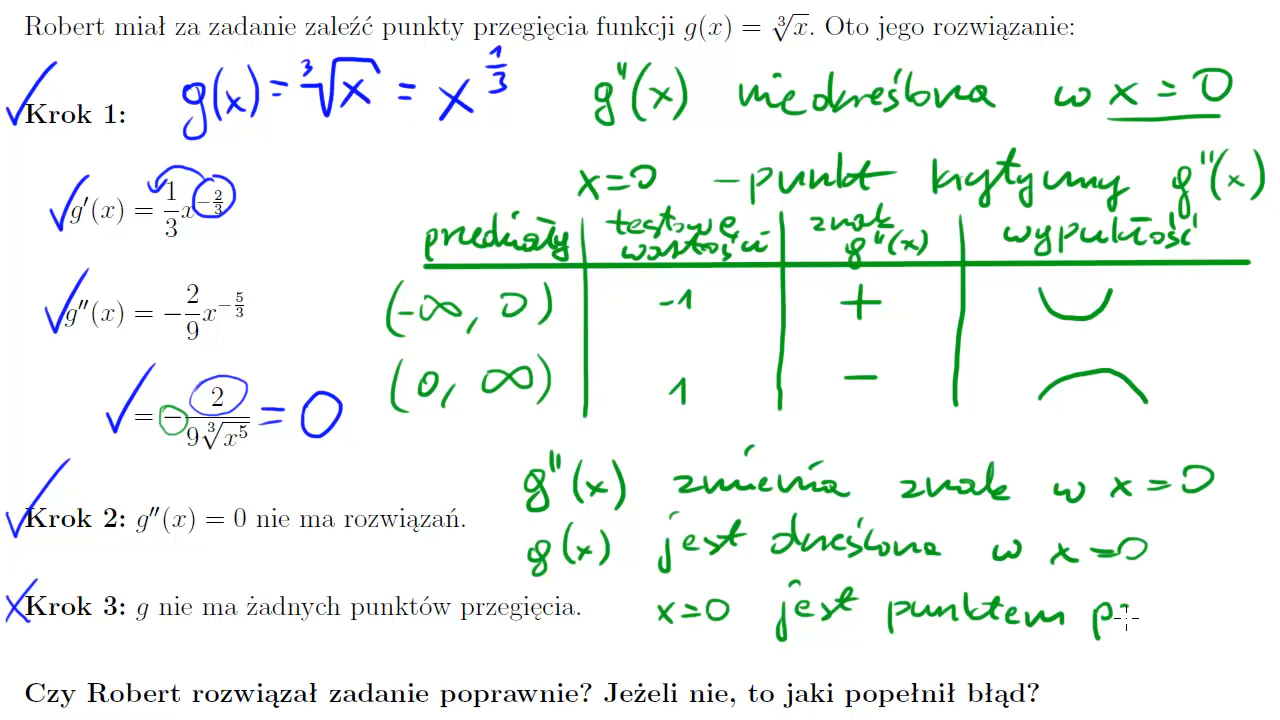 Robert miał za zadanie zaleźć punkty przegięcia funkcji g(x) = ∛x. Oto jego rozwiązanie:
Krok 1: g(x) = ∛x = x^(1/3)
g'(x) = 1/3 x^(-2/3)
g''(x) = -2/9 x^(-5/3)
= -2/(9∛(x^5)) = 0
Krok 2: g''(x) = 0 nie ma rozwiązań.
Krok 3: g nie ma żadnych punktów przegięcia.
g''(x) nieokreślona w x = 0
x=0 - punkt krytyczny g''(x)
przedziały | testowe wartości | znak g''(x) | wypukłość
(-∞, 0) | -1 | + | ∪
(0, ∞) | 1 | − | ∩
g''(x) zmienia znak w x = 0
g(x) jest określona w x=0
x=0 jest punktem p
Czy Robert rozwiązał zadanie poprawnie? Jeżeli nie, to jaki popełnił błąd?